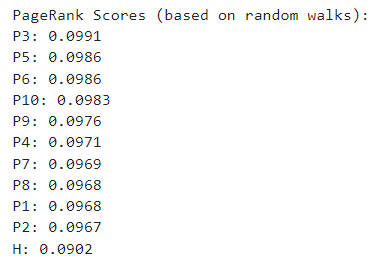 PageRank Scores (based on random walks):
P3: 0.0991
P5: 0.0986
P6: 0.0986
P10: 0.0983
P9: 0.0976
P4: 0.0971
P7: 0.0969
P8: 0.0968
P1: 0.0968
P2: 0.0967
H: 0.0902